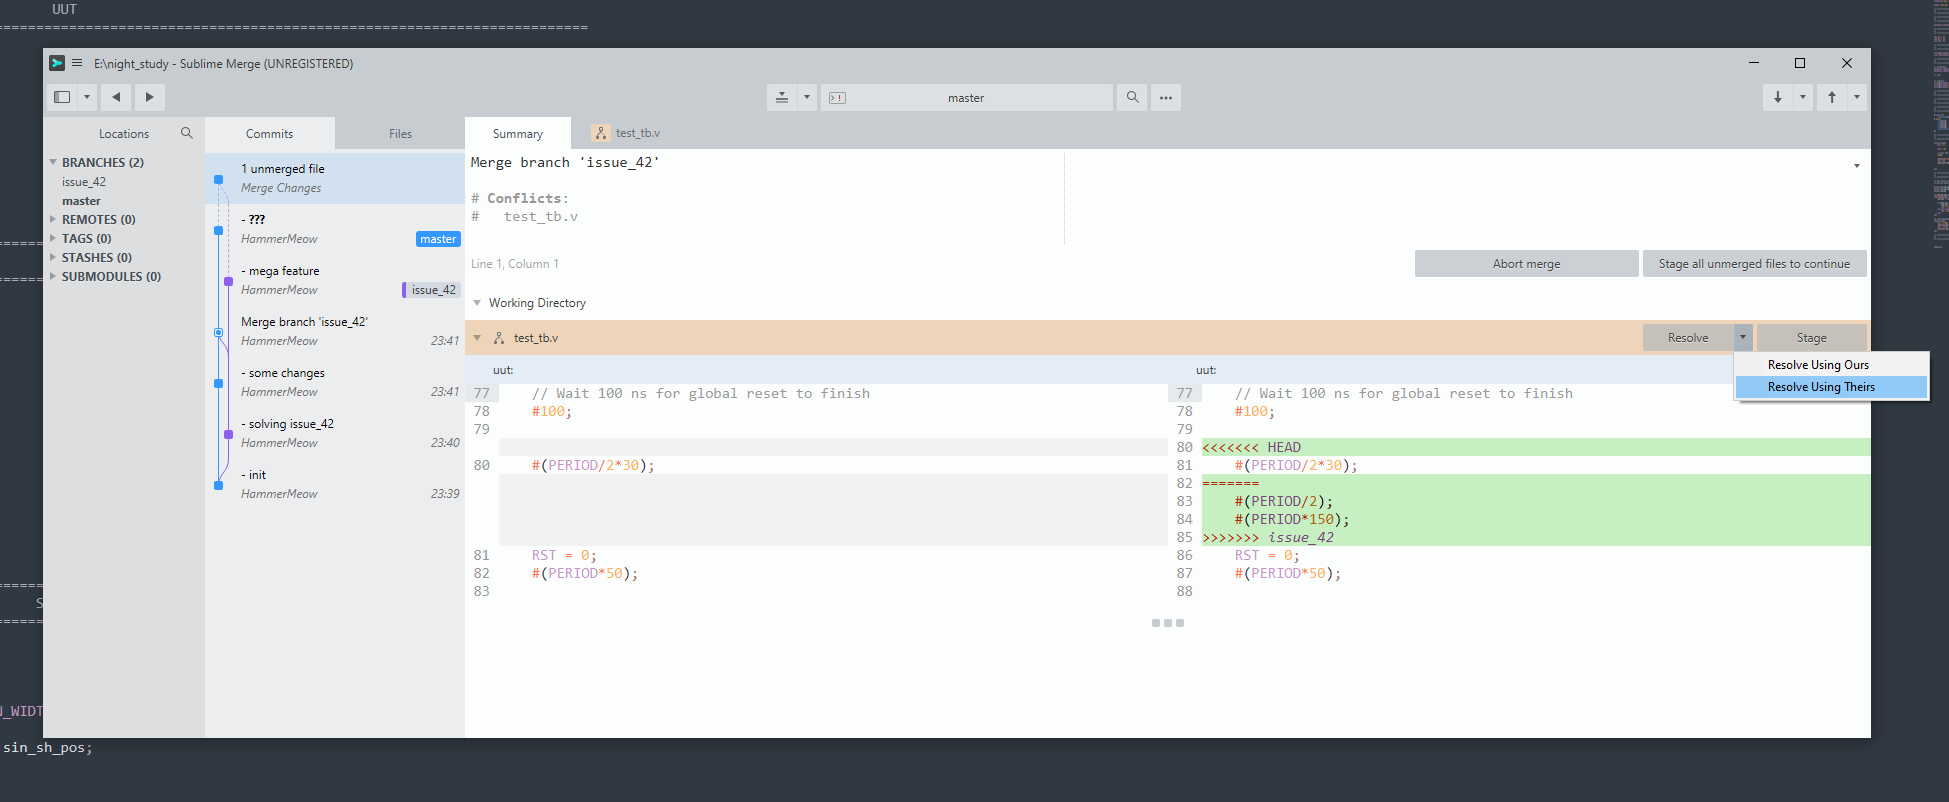 UUT
===========================================================================
E:\night_study - Sublime Merge (UNREGISTERED)
master
Locations
Commits
Files
Summary
test_tb.v
BRANCHES (2)
issue_42
master
REMOTES (0)
TAGS (0)
STASHES (0)
SUBMODULES (0)
1 unmerged file
Merge Changes
- ???
HammerMeow
master
- mega feature
HammerMeow
issue_42
Merge branch 'issue_42'
HammerMeow 23:41
- some changes
HammerMeow 23:41
- solving issue_42
HammerMeow 23:40
- init
HammerMeow 23:39
Merge branch 'issue_42'
# Conflicts:
#   test_tb.v
Line 1, Column 1
Abort merge
Stage all unmerged files to continue
Working Directory
test_tb.v
Resolve
Stage
Resolve Using Ours
Resolve Using Theirs
uut:
77 // Wait 100 ns for global reset to finish
78 #100;
79
80 #(PERIOD/2*30);
81 RST = 0;
82 #(PERIOD*50);
83
uut:
77 // Wait 100 ns for global reset to finish
78 #100;
79
80 <<<<<<< HEAD
81 #(PERIOD/2*30);
82 =======
83 #(PERIOD/2);
84 #(PERIOD*150);
85 >>>>>>> issue_42
86 RST = 0;
87 #(PERIOD*50);
88
_WIDT
sin_sh_pos;